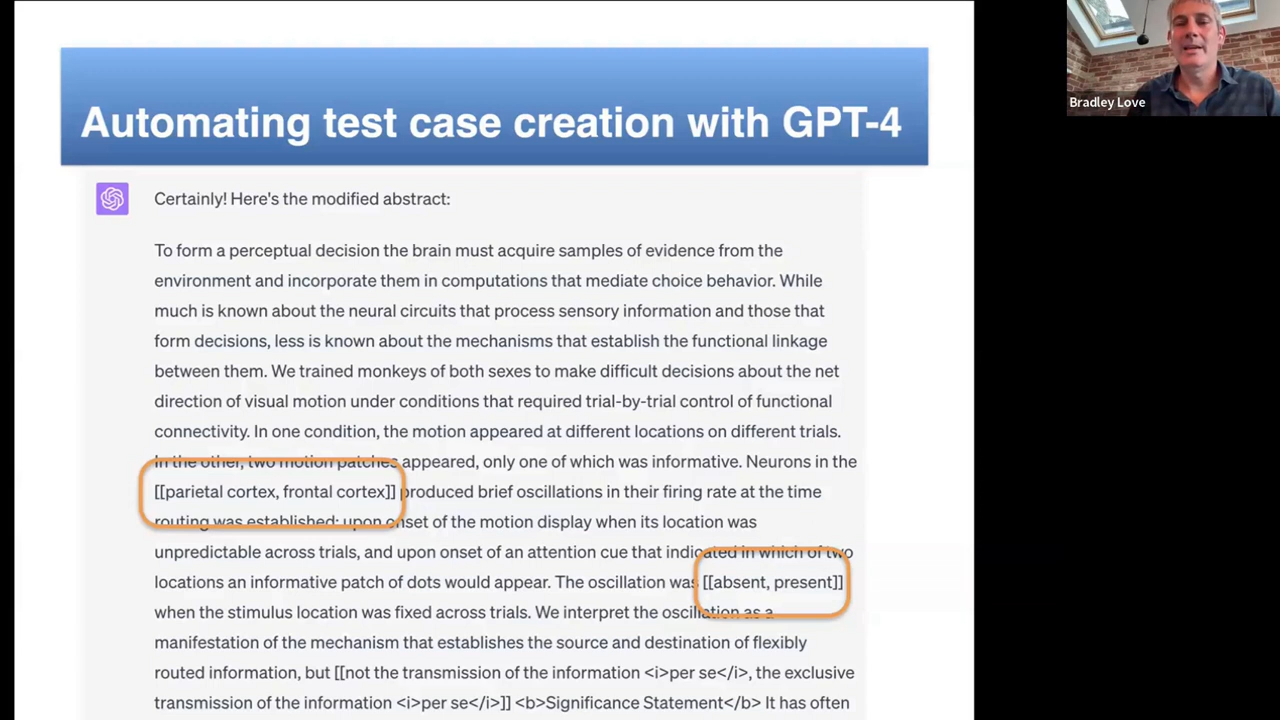 Automating test case creation with GPT-4
Bradley Love
Certainly! Here's the modified abstract:
To form a perceptual decision the brain must acquire samples of evidence from the
environment and incorporate them in computations that mediate choice behavior. While
much is known about the neural circuits that process sensory information and those that
form decisions, less is known about the mechanisms that establish the functional linkage
between them. We trained monkeys of both sexes to make difficult decisions about the net
direction of visual motion under conditions that required trial-by-trial control of functional
connectivity. In one condition, the motion appeared at different locations on different trials.
In the other, two motion patches appeared, only one of which was informative. Neurons in the
[[parietal cortex, frontal cortex]] produced brief oscillations in their firing rate at the time
routing was established: upon onset of the motion display when its location was
unpredictable across trials, and upon onset of an attention cue that indicated in which of two
locations an informative patch of dots would appear. The oscillation was [[absent, present]]
when the stimulus location was fixed across trials. We interpret the oscillation as a
manifestation of the mechanism that establishes the source and destination of flexibly
routed information, but [[not the transmission of the information <i>per se</i>, the exclusive
transmission of the information <i>per se</i>]] <b>Significance Statement</b> It has often